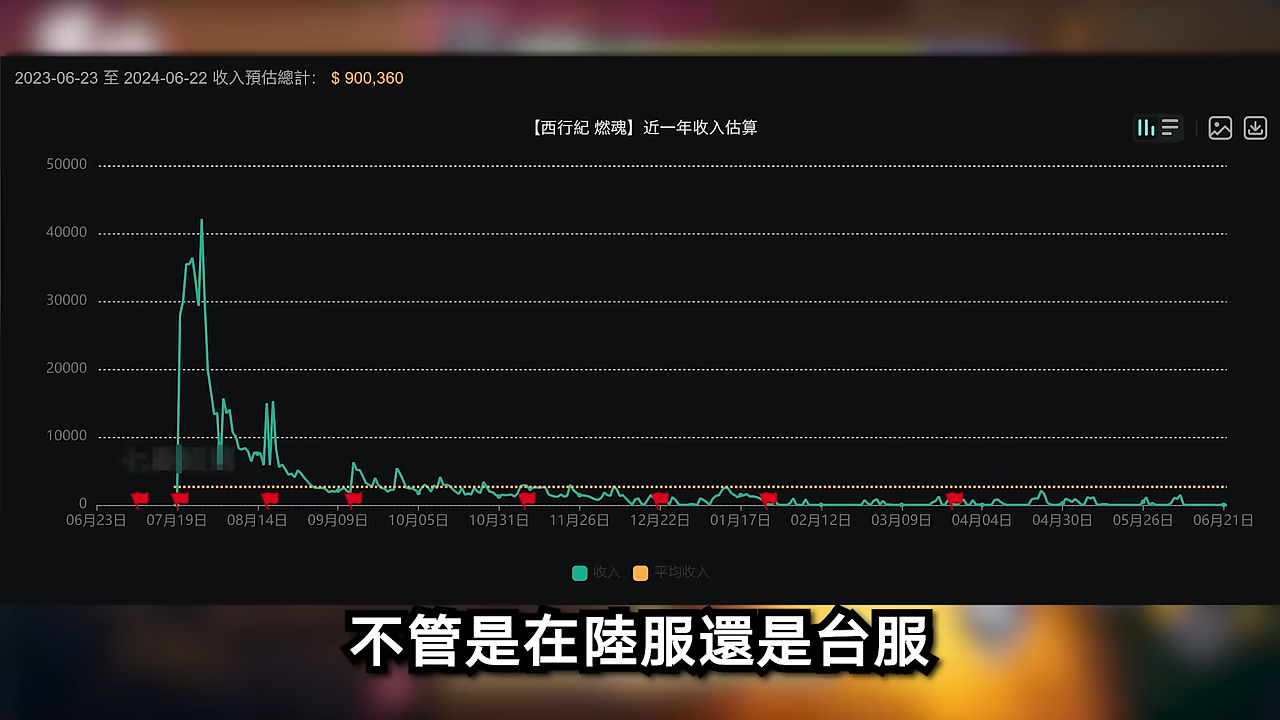 2023-06-23 至 2024-06-22 收入預估總計： $ 900,360
【西行紀 燃魂】近一年收入估算
50000
40000
30000
20000
10000
0
06月23日 07月19日 08月14日 09月09日 10月05日 10月31日 11月26日 12月22日 01月17日 02月12日 03月09日 04月04日 04月30日 05月26日 06月21日
收入 平均收入
不管是在陸服還是台服